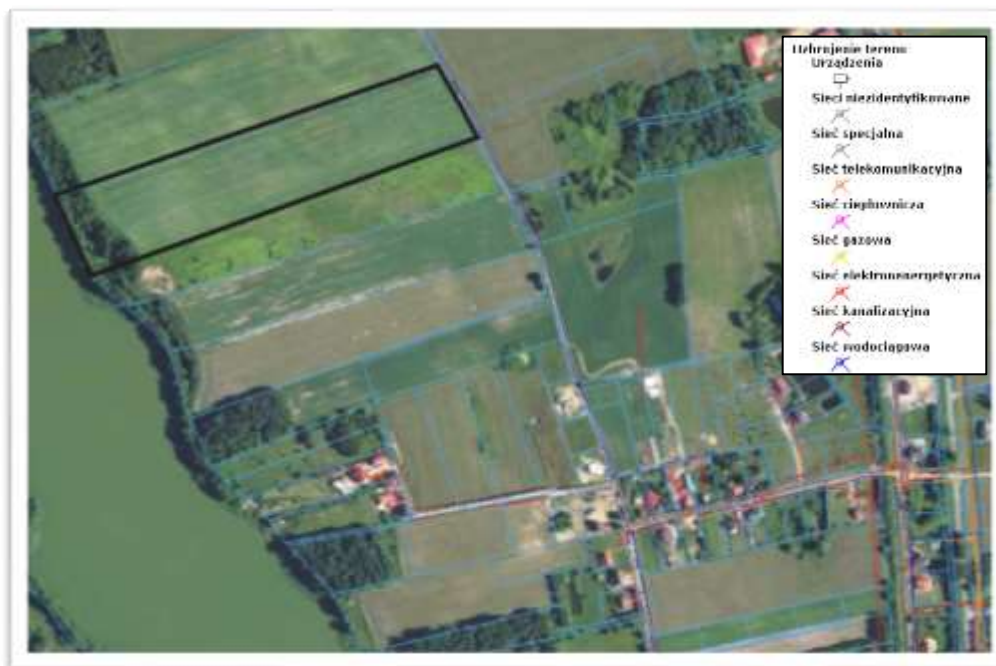 Uzbrojenie terenu
Urządzenia
Sieci niezidentyfikowane
Sieć specjalna
Sieć telekomunikacyjna
Sieć ciepłownicza
Sieć gazowa
Sieć elektroenergetyczna
Sieć kanalizacyjna
Sieć wodociągowa